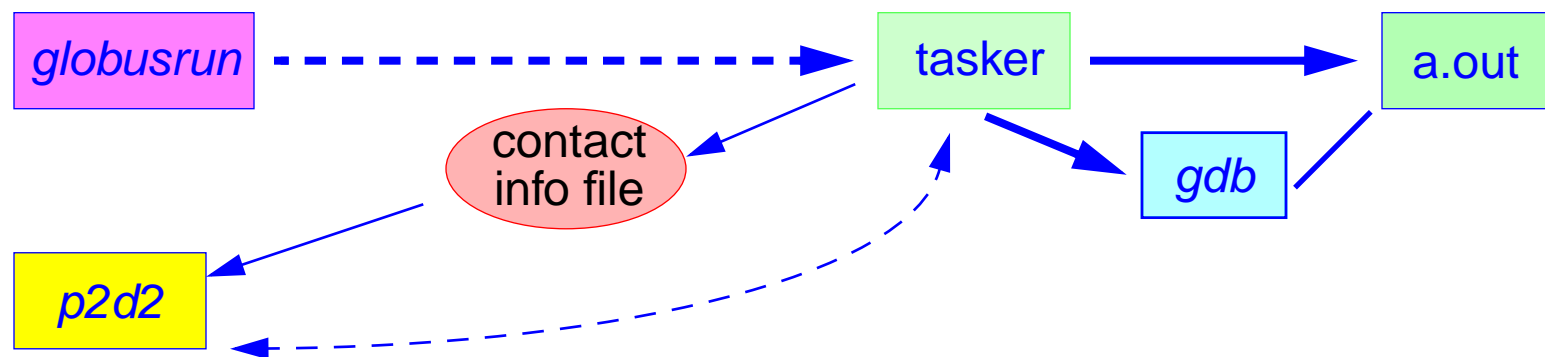 globusrun
tasker
a.out
contact
info file
gdb
p2d2